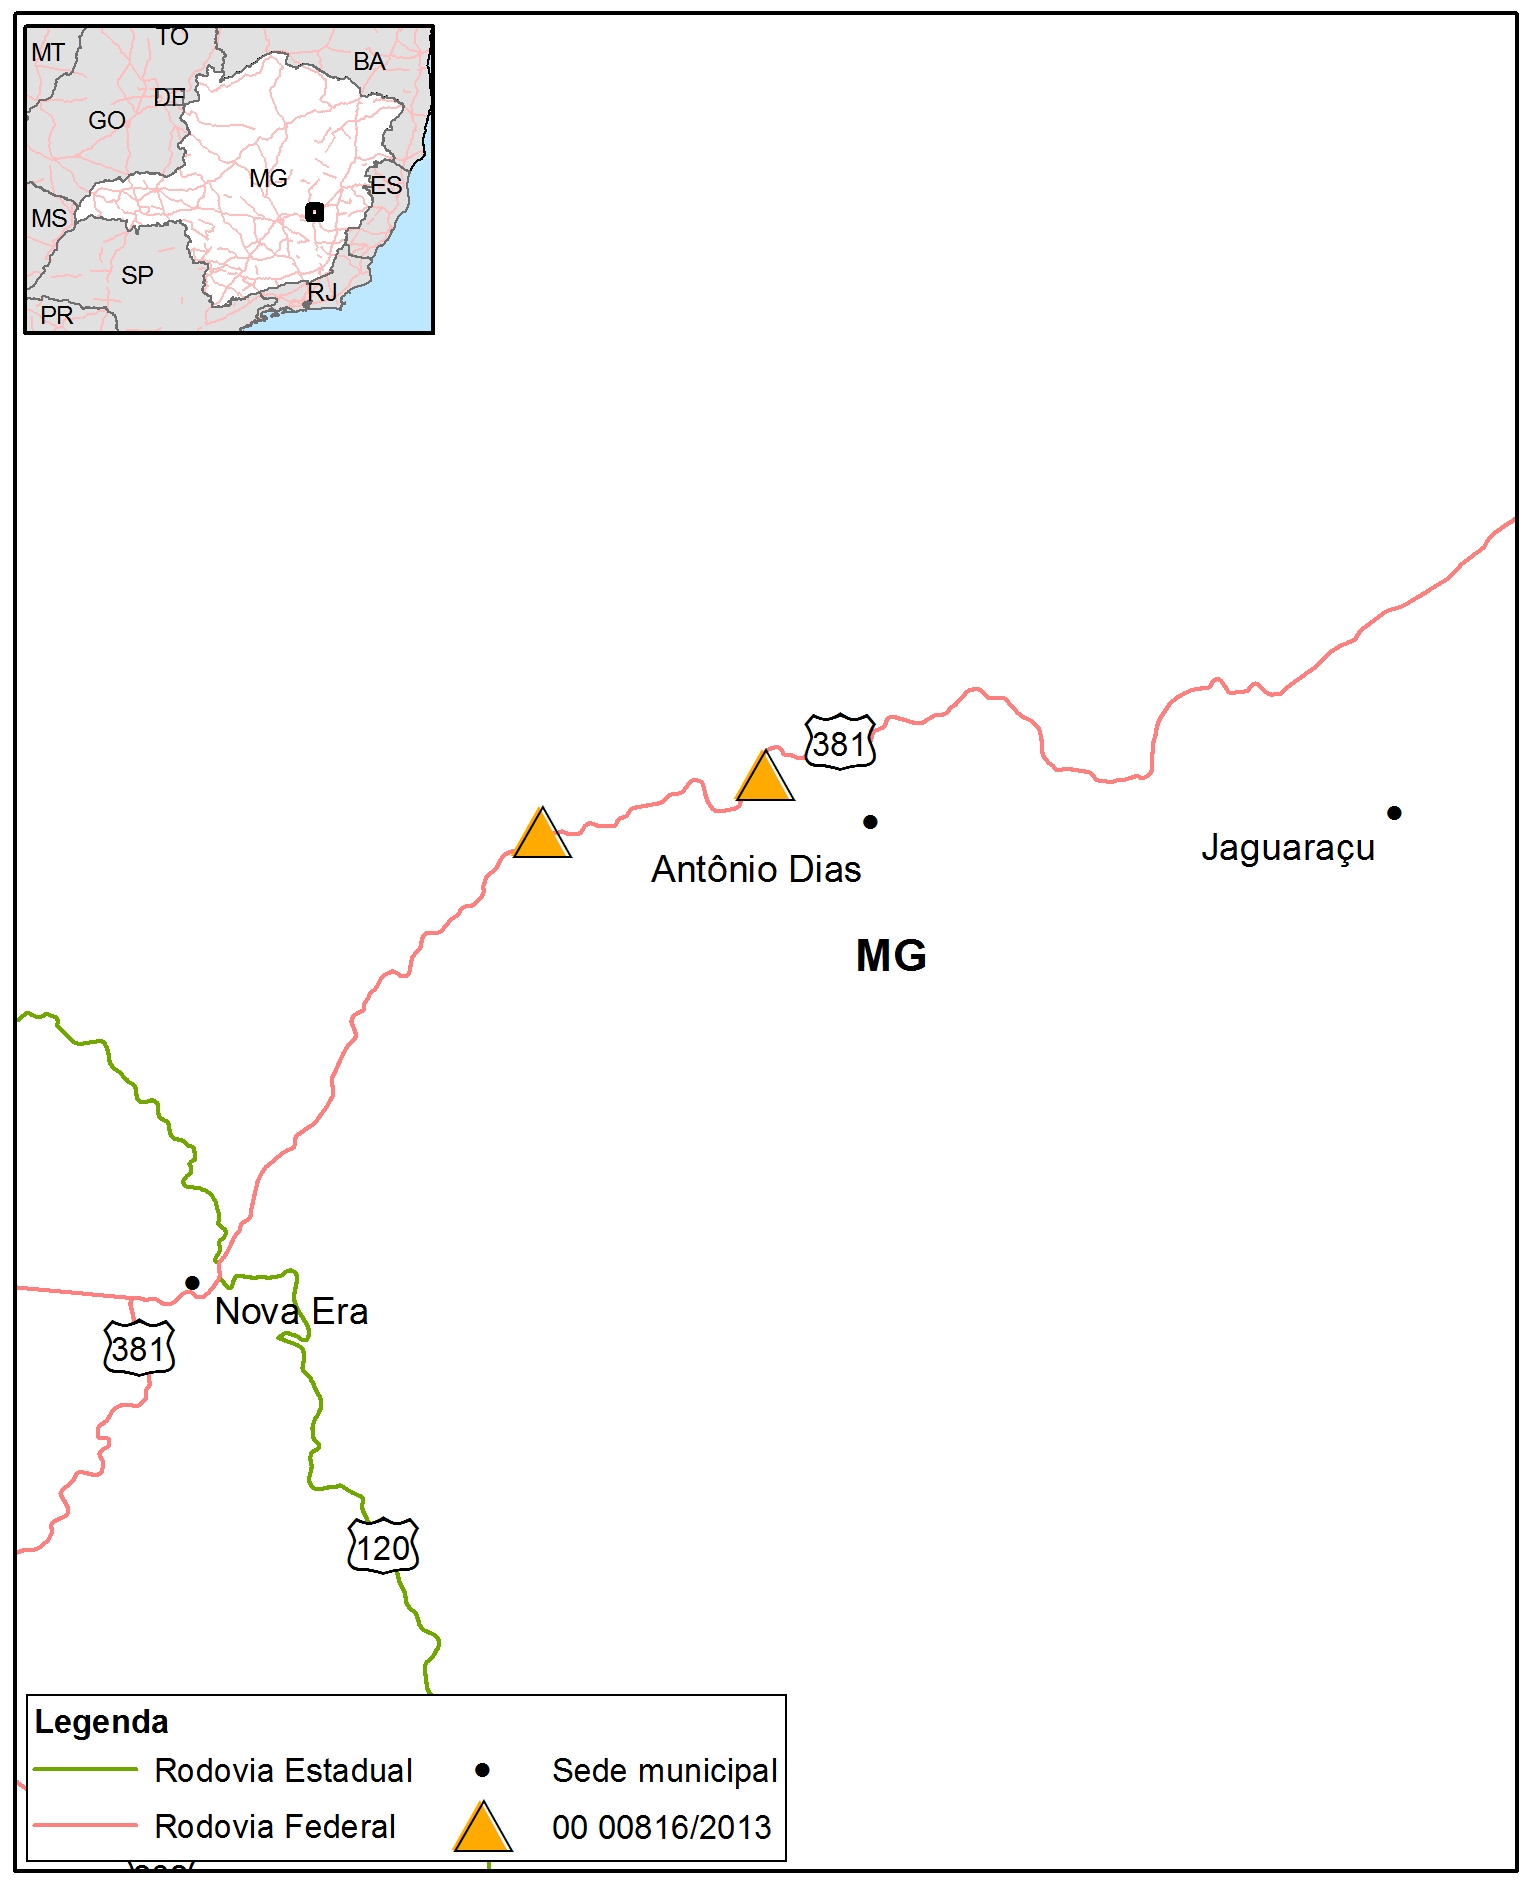 TO
MT
BA
DF
GO
MG
ES
MS
SP
RJ
PR
381
Antônio Dias
Jaguaraçu
MG
Nova Era
381
120
Legenda
Rodovia Estadual
Sede municipal
Rodovia Federal
00 00816/2013